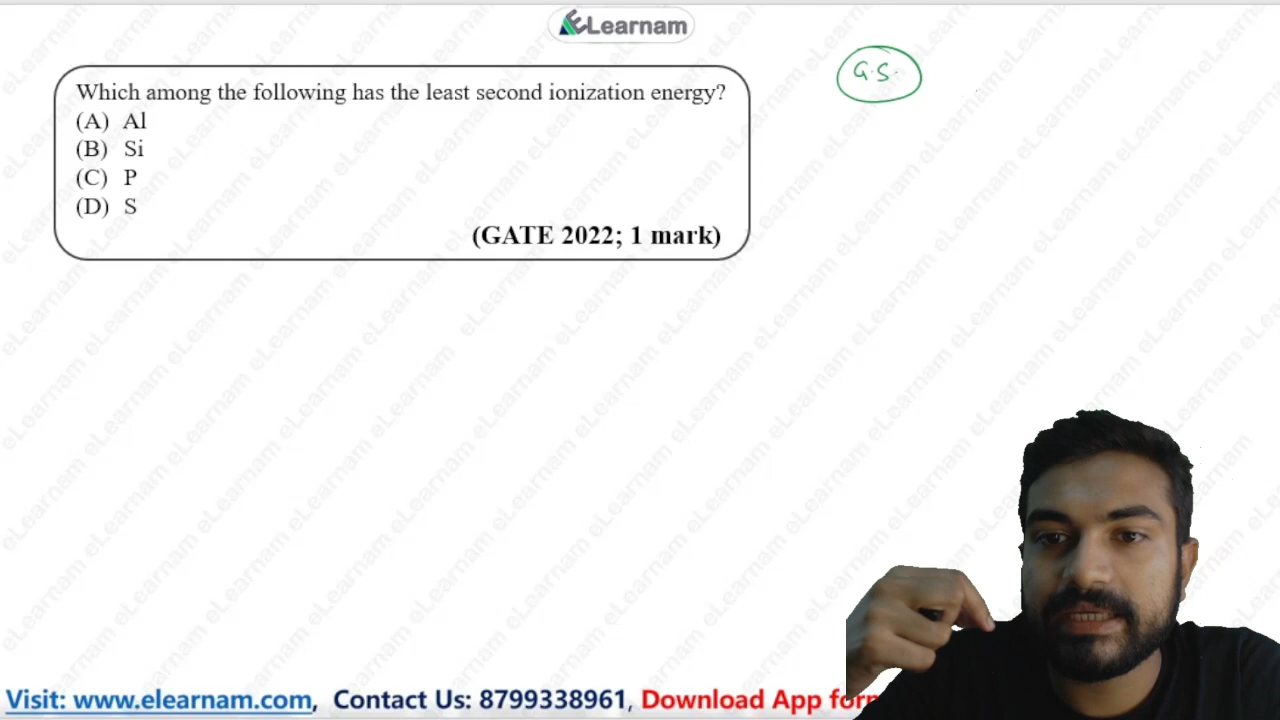 eLearnam
G.S.
Which among the following has the least second ionization energy?
(A) Al
(B) Si
(C) P
(D) S
(GATE 2022; 1 mark)
Visit: www.elearnam.com, Contact Us: 8799338961, Download App for